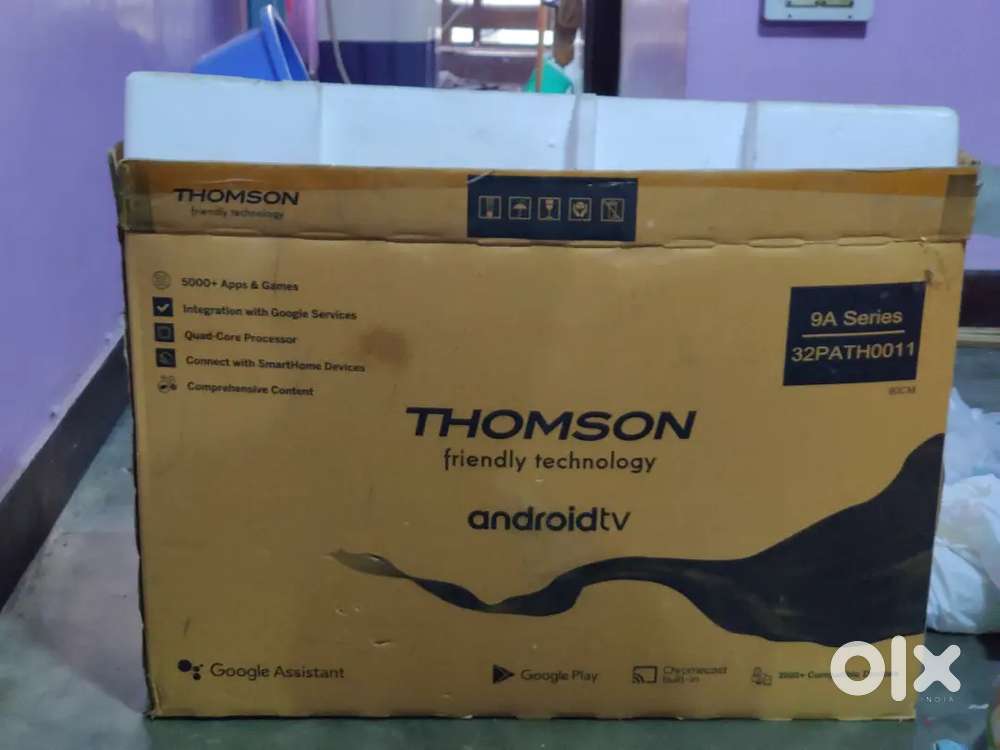 THOMSON
friendly technology
5000+ Apps & Games
Integration with Google Services
Quad-Core Processor
Connect with SmartHome Devices
Comprehensive Content
9A Series
32PATH0011
80CM
THOMSON
friendly technology
androidtv
Google Assistant
Google Play
Chromecast
built-in
olx
INDIA